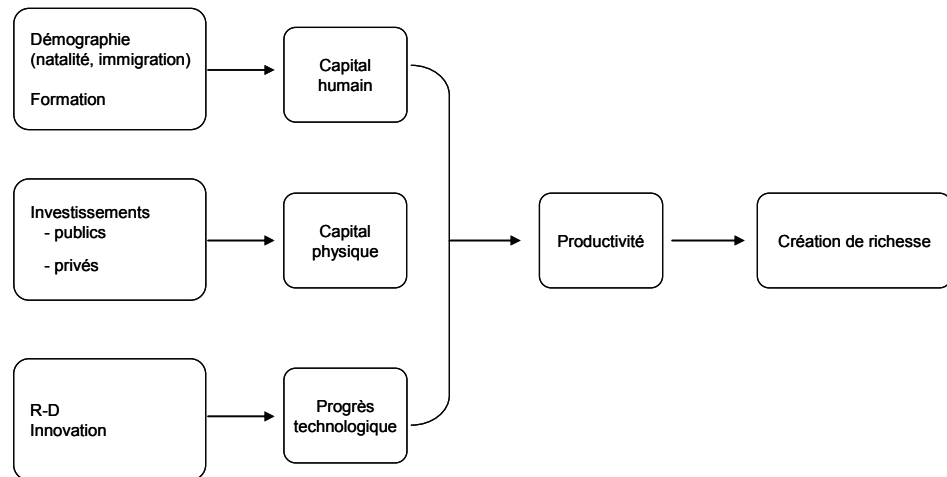 Démographie
(natalité, immigration)
Formation
Capital
humain
Investissements
- publics
- privés
Capital
physique
Productivité
Création de richesse
R-D
Innovation
Progrès
technologique